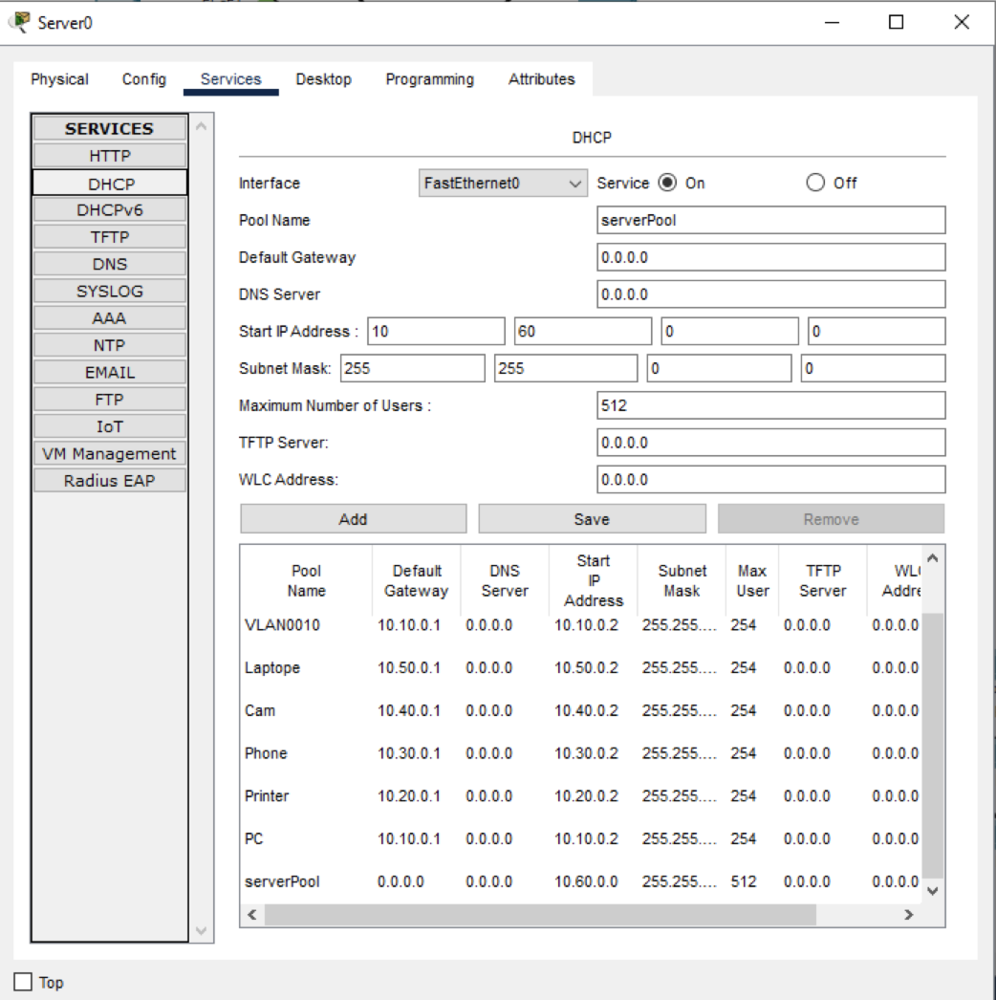 Server0
Physical Config Services Desktop Programming Attributes
SERVICES
HTTP
DHCP
DHCPv6
TFTP
DNS
SYSLOG
AAA
NTP
EMAIL
FTP
IoT
VM Management
Radius EAP
DHCP
Interface FastEthernet0 Service On Off
Pool Name serverPool
Default Gateway 0.0.0.0
DNS Server 0.0.0.0
Start IP Address : 10 60 0 0
Subnet Mask: 255 255 0 0
Maximum Number of Users : 512
TFTP Server: 0.0.0.0
WLC Address: 0.0.0.0
Add Save Remove
Pool Name Default Gateway DNS Server Start IP Address Subnet Mask Max User TFTP Server
VLAN0010 10.10.0.1 0.0.0.0 10.10.0.2 255.255.... 254 0.0.0.0 0.0.0.0
Laptope 10.50.0.1 0.0.0.0 10.50.0.2 255.255.... 254 0.0.0.0 0.0.0.0
Cam 10.40.0.1 0.0.0.0 10.40.0.2 255.255.... 254 0.0.0.0 0.0.0.0
Phone 10.30.0.1 0.0.0.0 10.30.0.2 255.255.... 254 0.0.0.0 0.0.0.0
Printer 10.20.0.1 0.0.0.0 10.20.0.2 255.255.... 254 0.0.0.0 0.0.0.0
PC 10.10.0.1 0.0.0.0 10.10.0.2 255.255.... 254 0.0.0.0 0.0.0.0
serverPool 0.0.0.0 0.0.0.0 10.60.0.0 255.255.... 512 0.0.0.0 0.0.0.0
Top